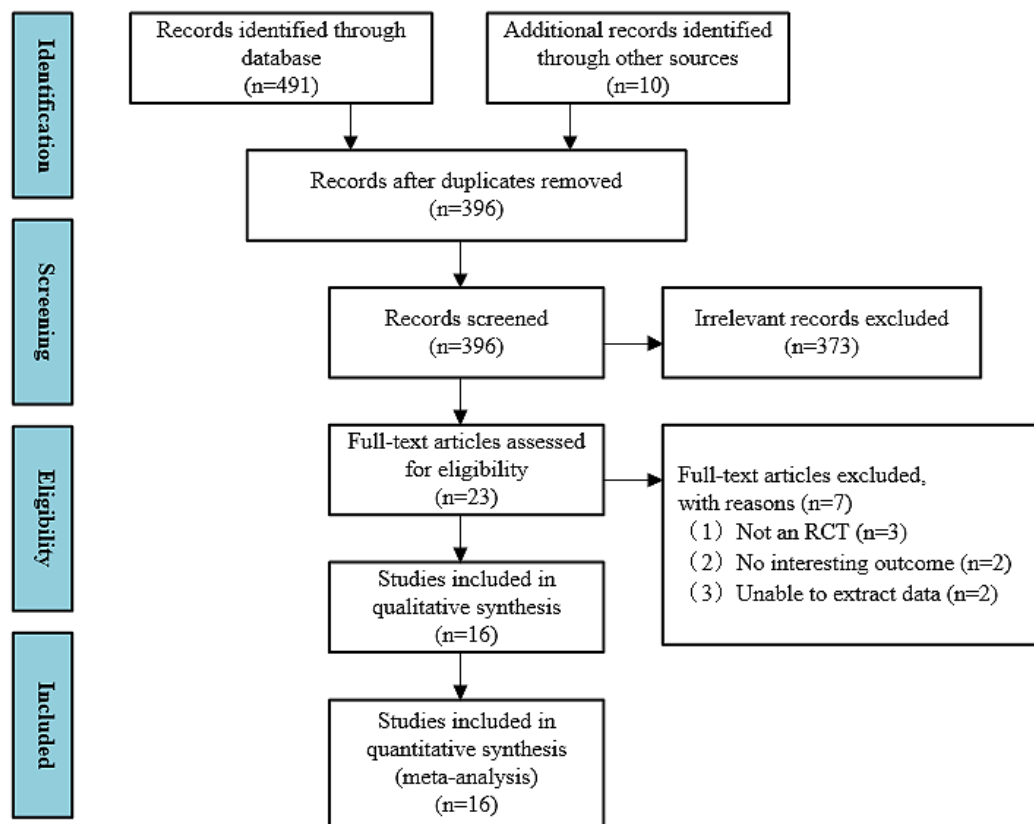 Identification
Records identified through
database
(n=491)
Additional records identified
through other sources
(n=10)
Records after duplicates removed
(n=396)
Screening
Records screened
(n=396)
Irrelevant records excluded
(n=373)
Eligibility
Full-text articles assessed
for eligibility
(n=23)
Full-text articles excluded,
with reasons (n=7)
（1）Not an RCT (n=3)
（2）No interesting outcome (n=2)
（3）Unable to extract data (n=2)
Studies included in
qualitative synthesis
(n=16)
Included
Studies included in
quantitative synthesis
(meta-analysis)
(n=16)